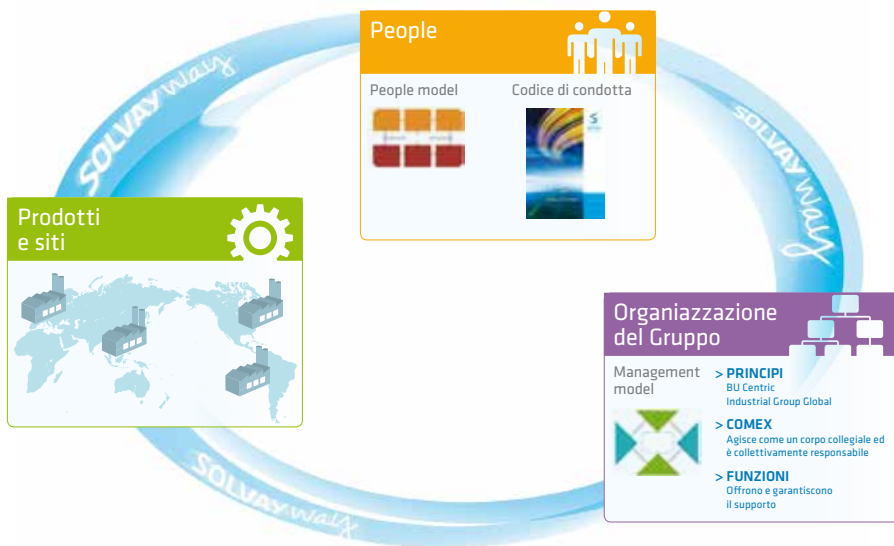 SOLVAY way
People
People model
Codice di condotta
SOLVAY way
Prodotti
e siti
Organiazzazione
del Gruppo
Management
model
> PRINCIPI
BU Centric
Industrial Group Global
> COMEX
Agisce come un corpo collegiale ed
è collettivamente responsabile
> FUNZIONI
Offrono e garantiscono
il supporto
SOLVAY way